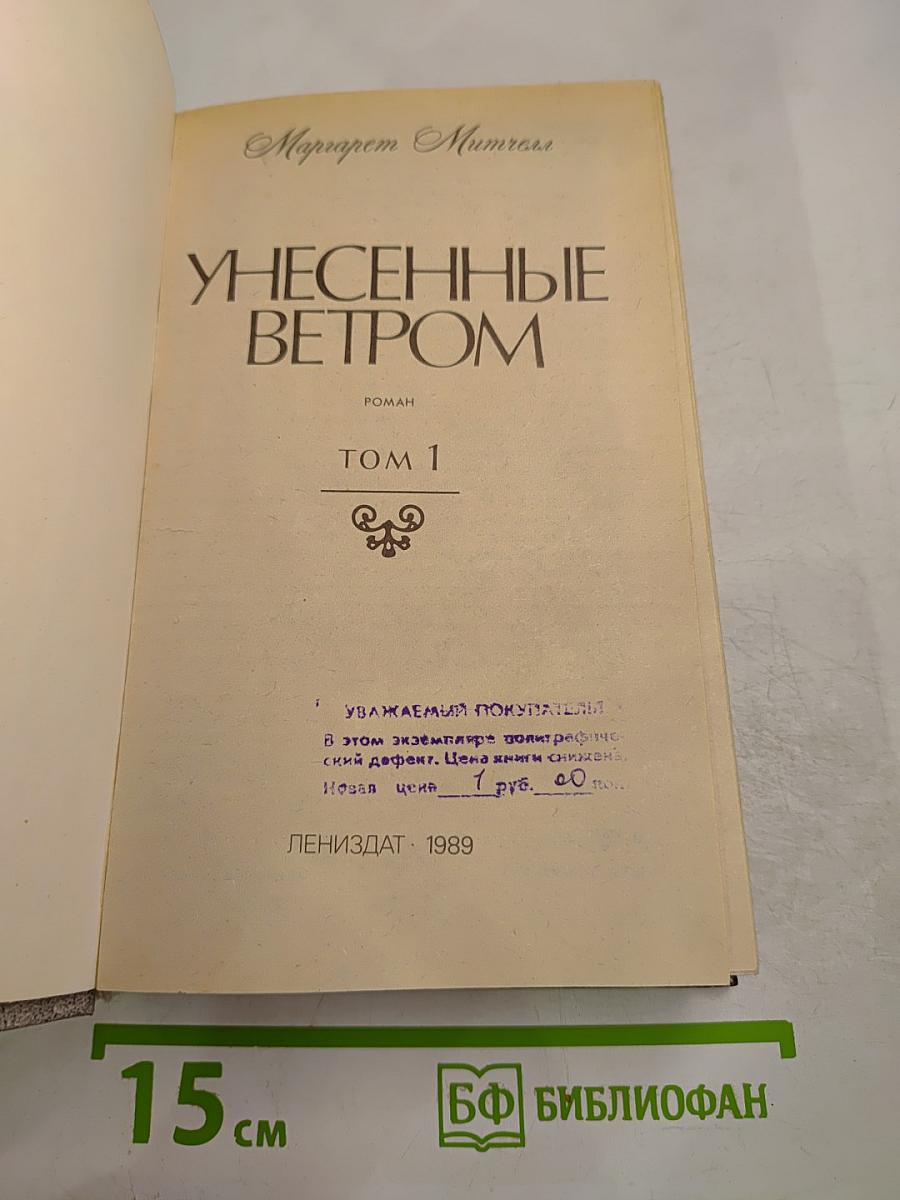 Маргарет Митчелл
УНЕСЕННЫЕ
ВЕТРОМ
РОМАН
ТОМ 1
УВАЖАЕМЫЙ ПОКУПАТЕЛЬ!
В этом экземпляре полиграфиче-
ский дефект. Цена книги снижена.
Новая цена 1 руб. 00 коп.
ЛЕНИЗДАТ · 1989
15 см
БФ БИБЛИОФАН